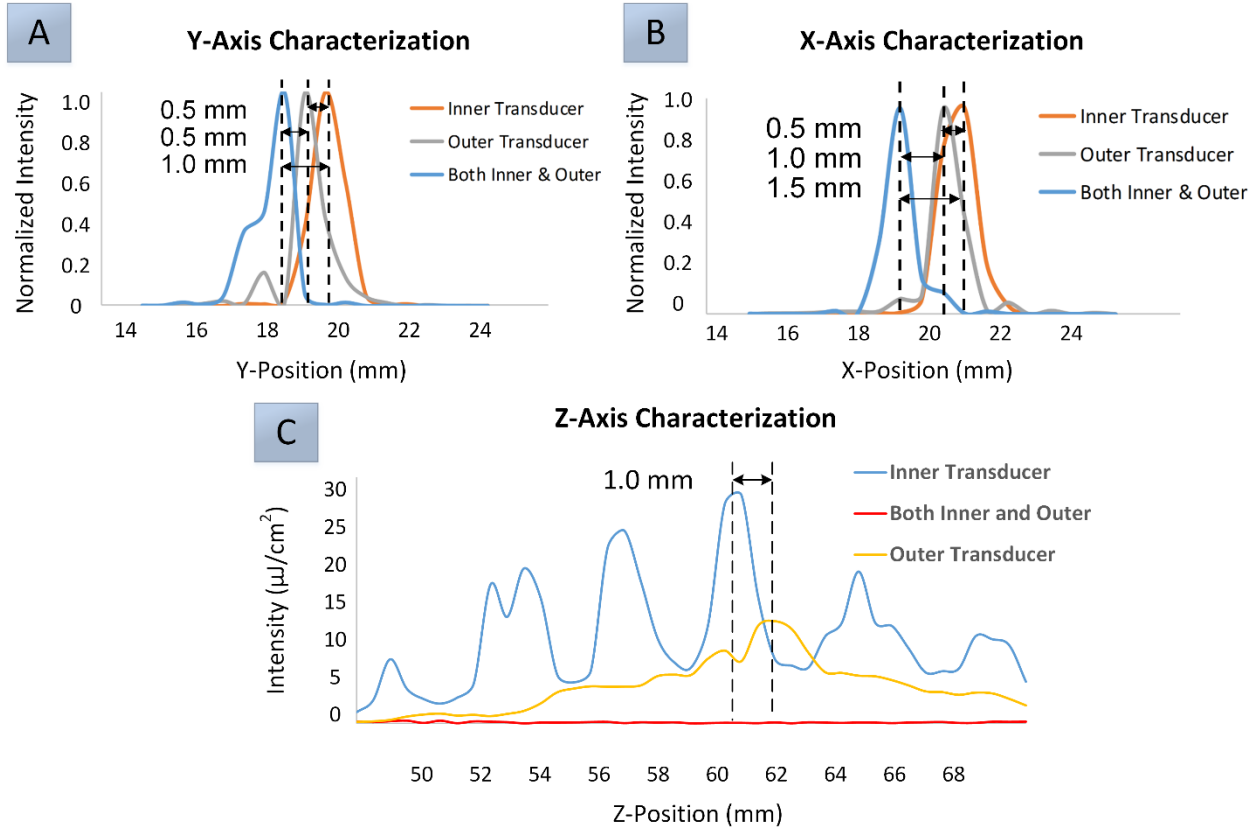 A
Y-Axis Characterization
Normalized Intensity
1.0
0.8
0.6
0.4
0.2
0
0.5 mm
0.5 mm
1.0 mm
Inner Transducer
Outer Transducer
Both Inner & Outer
14 16 18 20 22 24
Y-Position (mm)
B
X-Axis Characterization
Normalized Intensity
1.0
0.8
0.6
0.4
0.2
0
0.5 mm
1.0 mm
1.5 mm
Inner Transducer
Outer Transducer
Both Inner & Outer
14 16 18 20 22 24
X-Position (mm)
C
Z-Axis Characterization
Intensity (µJ/cm²)
30
25
20
15
10
5
0
1.0 mm
Inner Transducer
Both Inner and Outer
Outer Transducer
50 52 54 56 58 60 62 64 66 68
Z-Position (mm)